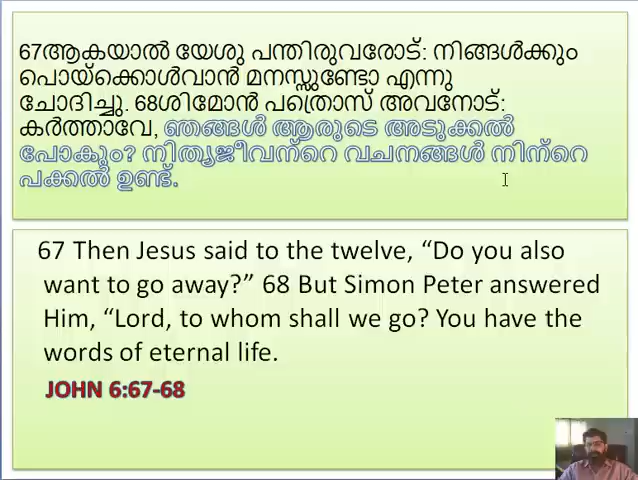 67ആകയാൽ യേശു പന്തിരുവരോട്: നിങ്ങൾക്കും
പൊയ്ക്കൊൾവാൻ മനസ്സുണ്ടോ എന്നു
ചോദിച്ചു. 68ശിമോൻ പത്രൊസ് അവനോട്:
കർത്താവേ, ഞങ്ങൾ ആരുടെ അടുക്കൽ
പോകും? നിത്യജീവന്റെ വചനങ്ങൾ നിന്റെ
പക്കൽ ഉണ്ട്.
67 Then Jesus said to the twelve, “Do you also
want to go away?” 68 But Simon Peter answered
Him, “Lord, to whom shall we go? You have the
words of eternal life.
JOHN 6:67-68